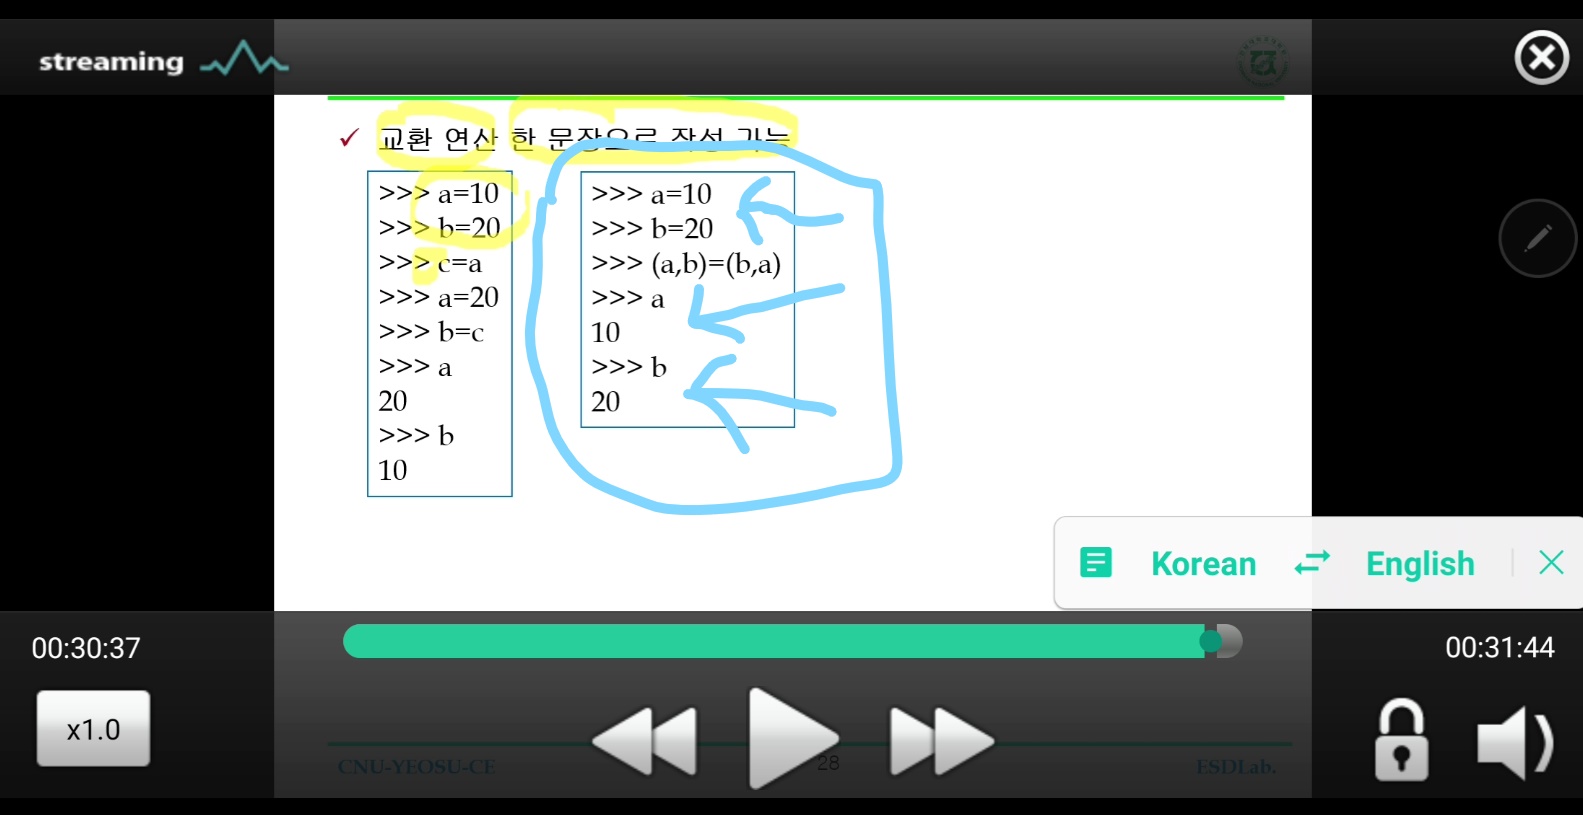 streaming
교환 연산 한 문장으로 작성 가능
>>> a=10
>>> b=20
>>> c=a
>>> a=20
>>> b=c
>>> a
20
>>> b
10
>>> a=10
>>> b=20
>>> (a,b)=(b,a)
>>> a
10
>>> b
20
Korean English
00:30:37
00:31:44
x1.0
CNU-YEOSU-CE
28
ESDLab.